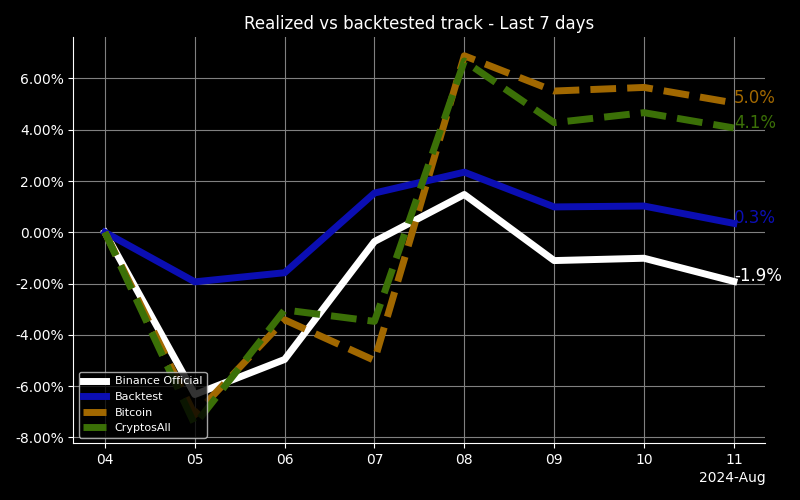 Realized vs backtested track - Last 7 days
6.00%
4.00%
2.00%
0.00%
-2.00%
-4.00%
-6.00%
-8.00%
5.0%
4.1%
0.3%
-1.9%
Binance Official
Backtest
Bitcoin
CryptosAll
04 05 06 07 08 09 10 11
2024-Aug